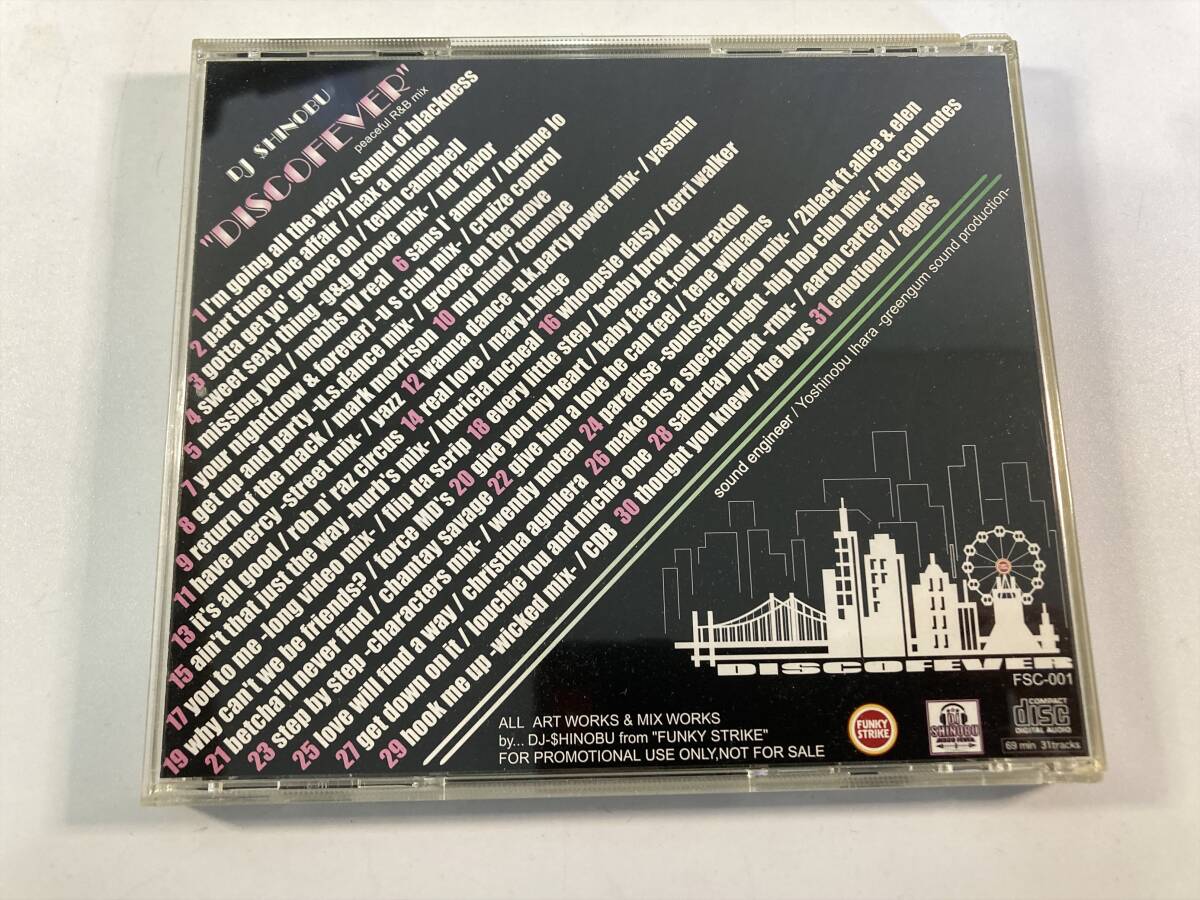 DJ $HINOBU
"DISCOFEVER"
peaceful R&B mix
1 I'm going all the way / sound of blackness
2 part time love affair / max a million
3 gotta get yo' groove on / tevin campbell
4 sweet sexy thing -g&g groove mix- / nu flavor
5 missing you / mobbs IV real 6 sans l' amour / lorinne lo
7 your night(now & forever) -u s club mix- / cruize control
8 get up and party -t.s.dance mix- / groove on the move
9 return of the mack / mark morrison 10 my mind / tommye
11 have mercy -street mix- / yazz 12 wanna dance -u.k.party power mix- / yasmin
13 it's all good / rob n' raz circus 14 real love / mary.j.blige
15 ain't that just the way -hurb's mix- / lutricia mcneal 16 whoopsie daisy / terri walker
17 you to me -long video mix- / flin da scrib 18 every little step / bobby brown
19 why can't we be friends? / force Mb's 20 give you my heart / baby face ft.toni braxton
21 betcha'll never find / chantay savage 22 give him a love he can feel / tene williams
23 step by step -characters mix- / wendy moten 24 paradise -soulstatic radio mix- / 2black ft.alice & elen
25 love will find a way / christina aguilera 26 make this a special night -hip hop club mix- / the cool notes
27 get down on it / louchie lou and michie one 28 saturday night -rmx- / aaron carter ft.nelly
29 hook me up -wicked mix- / CDB 30 thought you knew / the boys 31 emotional / agnes
sound engineer / Yoshinobu Ihara -greengum sound production-
DISCOFEVER
FSC-001
ALL ART WORKS & MIX WORKS
by... DJ-$HINOBU from "FUNKY STRIKE"
FOR PROMOTIONAL USE ONLY,NOT FOR SALE
FUNKY
STRIKE
DJ
SHINOBU
COMPACT
disc
DIGITAL AUDIO
69 min 31tracks